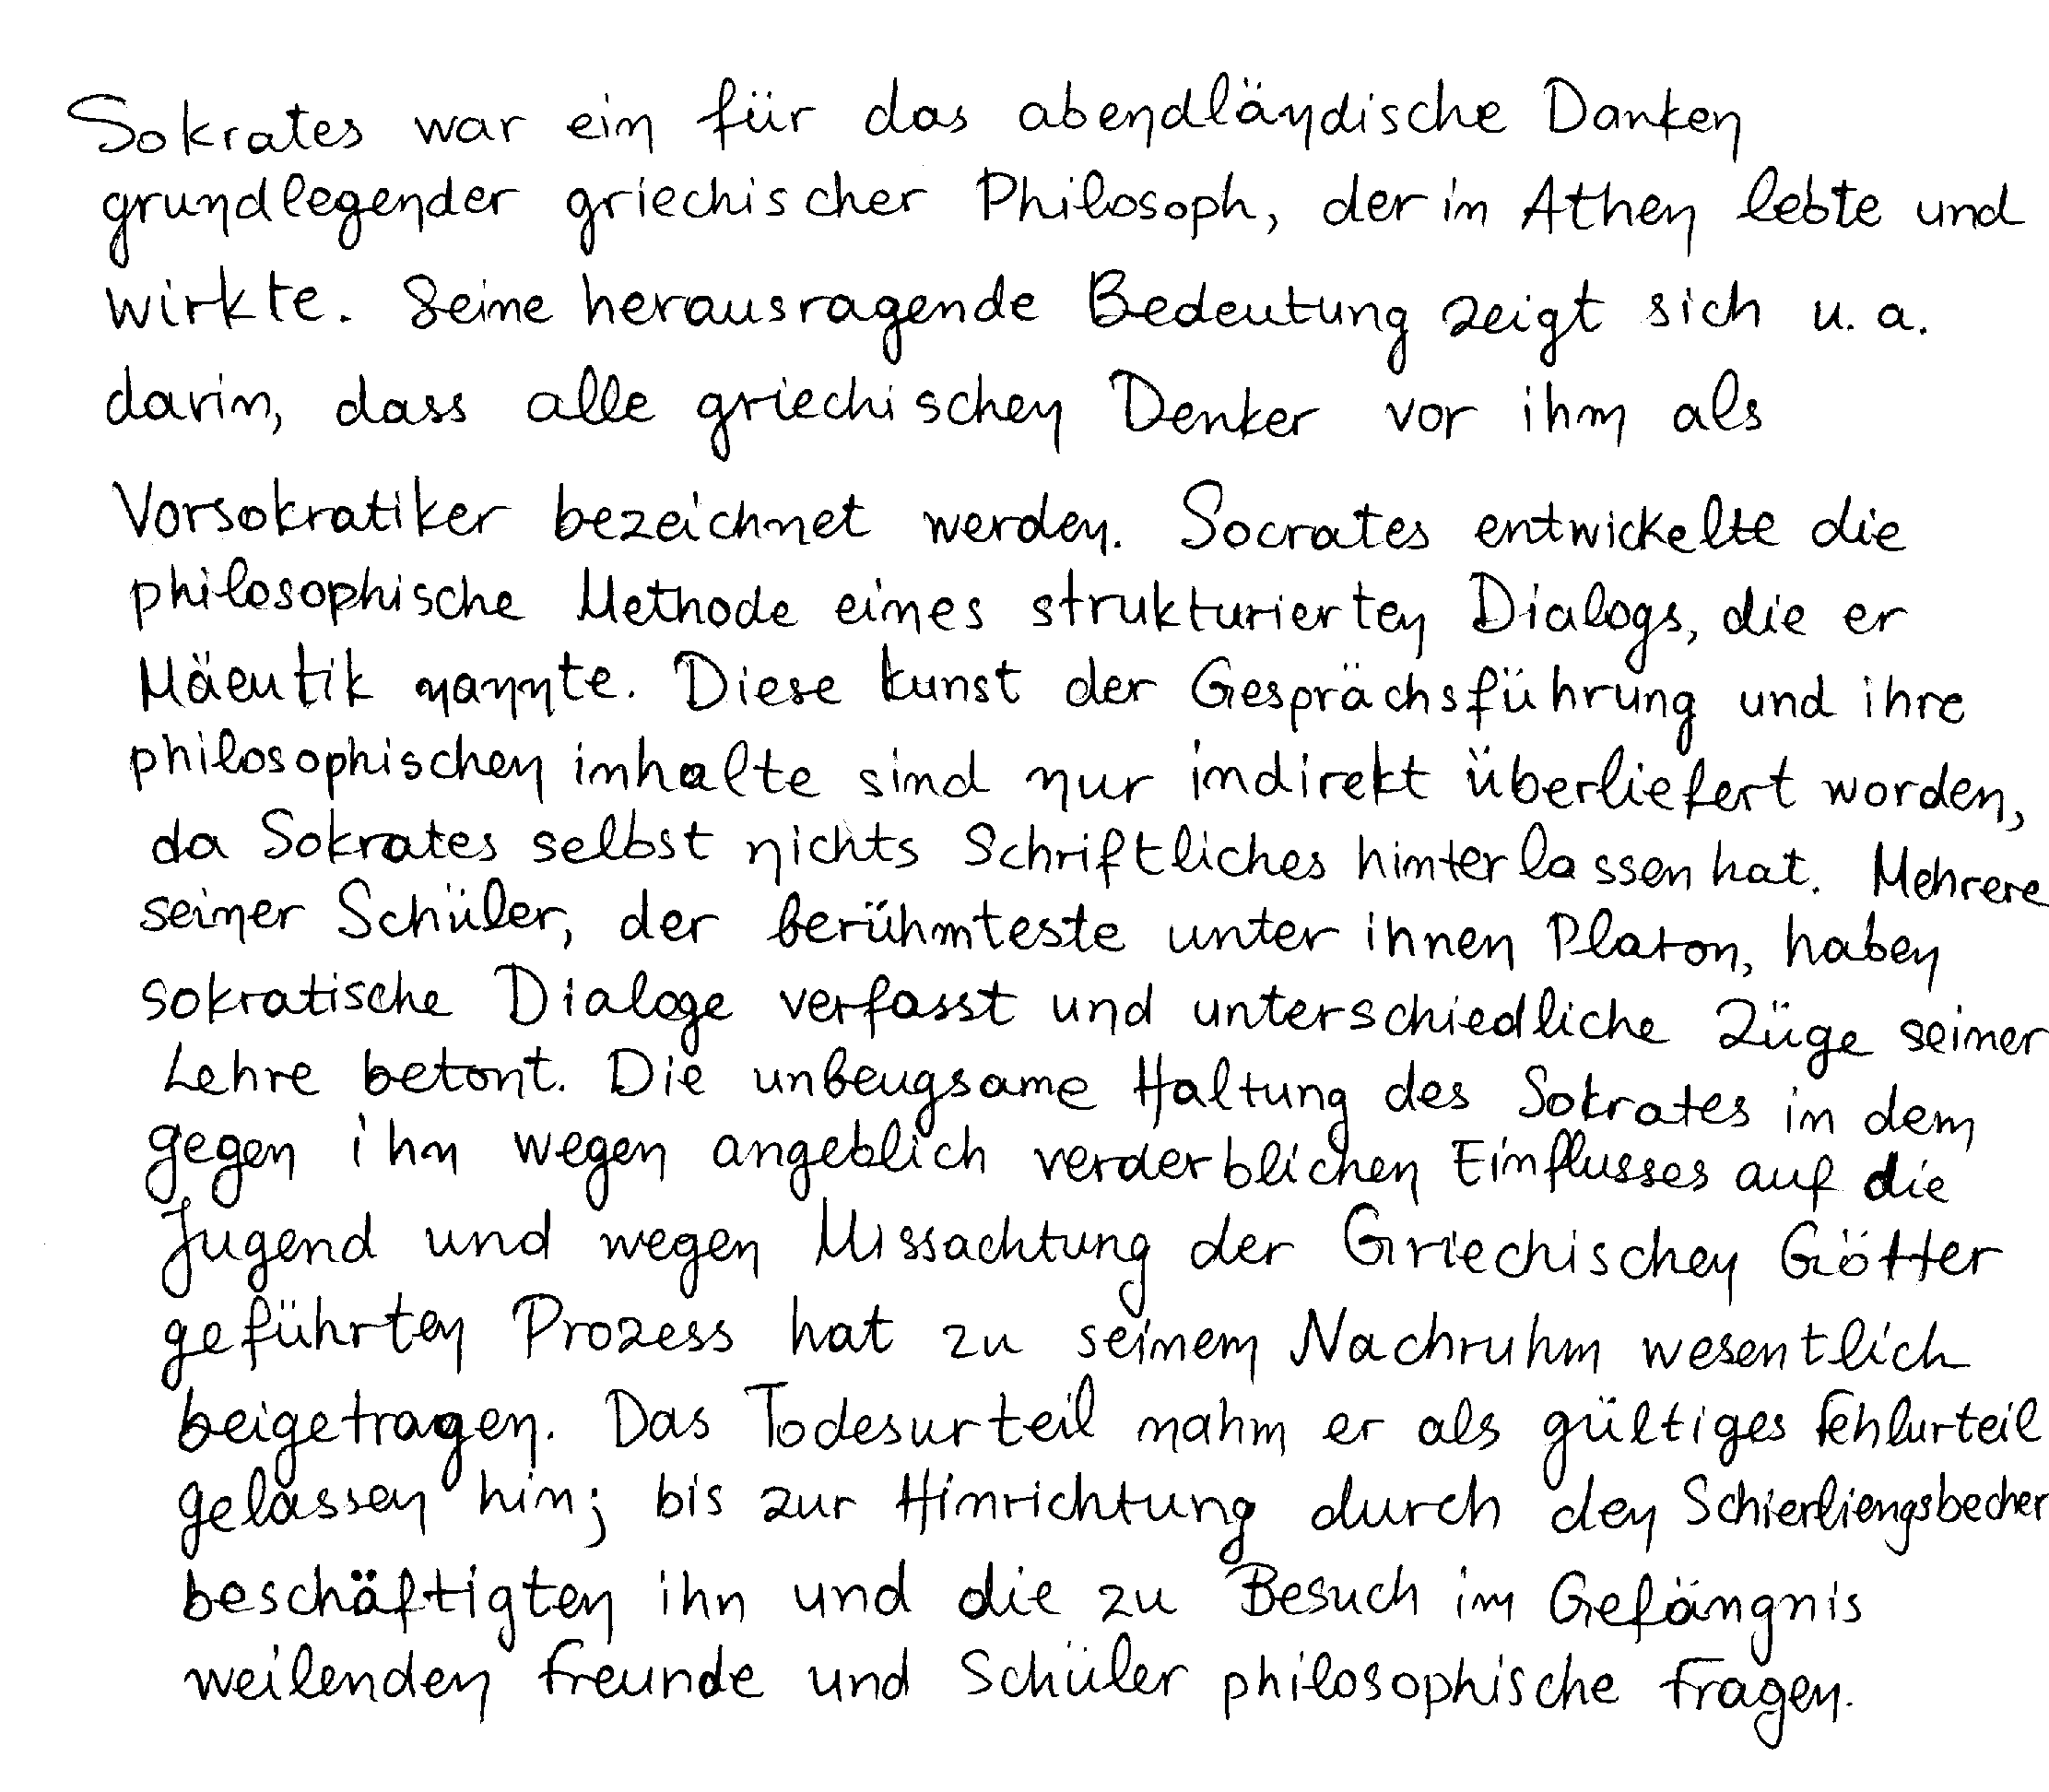 Sokrates war ein für das abendländische Danken
grundlegender griechischer Philosoph, der in Athen lebte und
wirkte. Seine herausragende Bedeutung zeigt sich u. a.
darin, dass alle griechischen Denker vor ihm als
Vorsokratiker bezeichnet werden. Socrates entwickelte die
philosophische Methode eines strukturierten Dialogs, die er
Mäeutik nannte. Diese kunst der Gesprächsführung und ihre
philosophischen inhalte sind nur indirekt überliefert worden,
da Sokrates selbst nichts Schriftliches hinterlassen hat. Mehrere
seiner Schüler, der berühmteste unter ihnen Platon, haben
sokratische Dialoge verfasst und unterschiedliche Züge seiner
Lehre betont. Die unbeugsame Haltung des Sokrates in dem
gegen ihn wegen angeblich verderblichen Einflusses auf die
Jugend und wegen Missachtung der Griechischen Götter
geführten Prozess hat zu seinem Nachruhm wesentlich
beigetragen. Das Todesurteil nahm er als gültiges Fehlurteil
gelassen hin; bis zur Hinrichtung durch den Schierliengsbecher
beschäftigten ihn und die zu Besuch im Gefängnis
weilenden Freunde und Schüler philosophische Fragen.